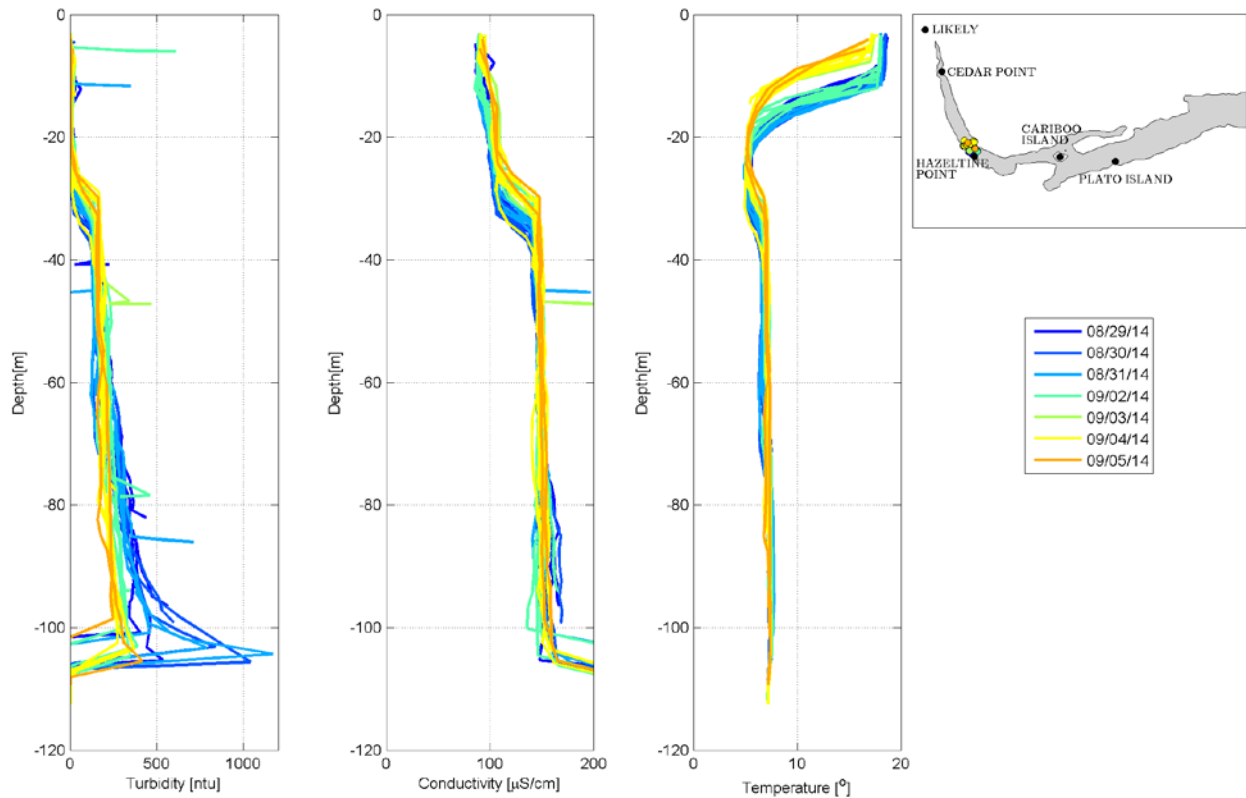 0
-20
-40
-60
-80
-100
-120
Depth[m]
0
500
1000
Turbidity [ntu]
0
-20
-40
-60
-80
-100
-120
Depth[m]
0
100
200
Conductivity [µS/cm]
0
-20
-40
-60
-80
-100
-120
Depth[m]
0
10
20
Temperature [°]
LIKELY
CEDAR POINT
CARIBOO
ISLAND
HAZELTINE
POINT
PLATO ISLAND
08/29/14
08/30/14
08/31/14
09/02/14
09/03/14
09/04/14
09/05/14